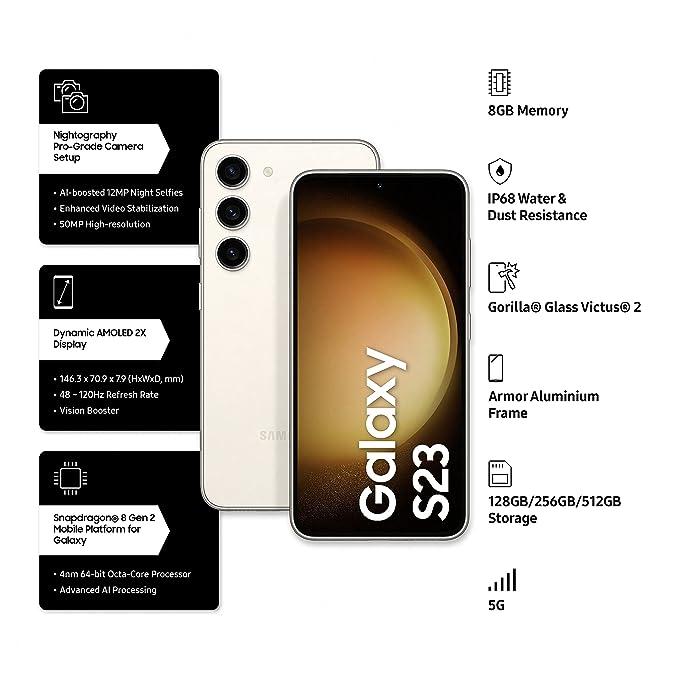 Nightography
Pro-Grade Camera
Setup
• AI-boosted 12MP Night Selfies
• Enhanced Video Stabilization
• 50MP High-resolution
Dynamic AMOLED 2X
Display
• 146.3 x 70.9 x 7.9 (HxWxD, mm)
• 48 – 120Hz Refresh Rate
• Vision Booster
Snapdragon® 8 Gen 2
Mobile Platform for
Galaxy
• 4nm 64-bit Octa-Core Processor
• Advanced AI Processing
SAM
Galaxy
S23
8GB Memory
IP68 Water &
Dust Resistance
Gorilla® Glass Victus® 2
Armor Aluminium
Frame
128GB/256GB/512GB
Storage
5G